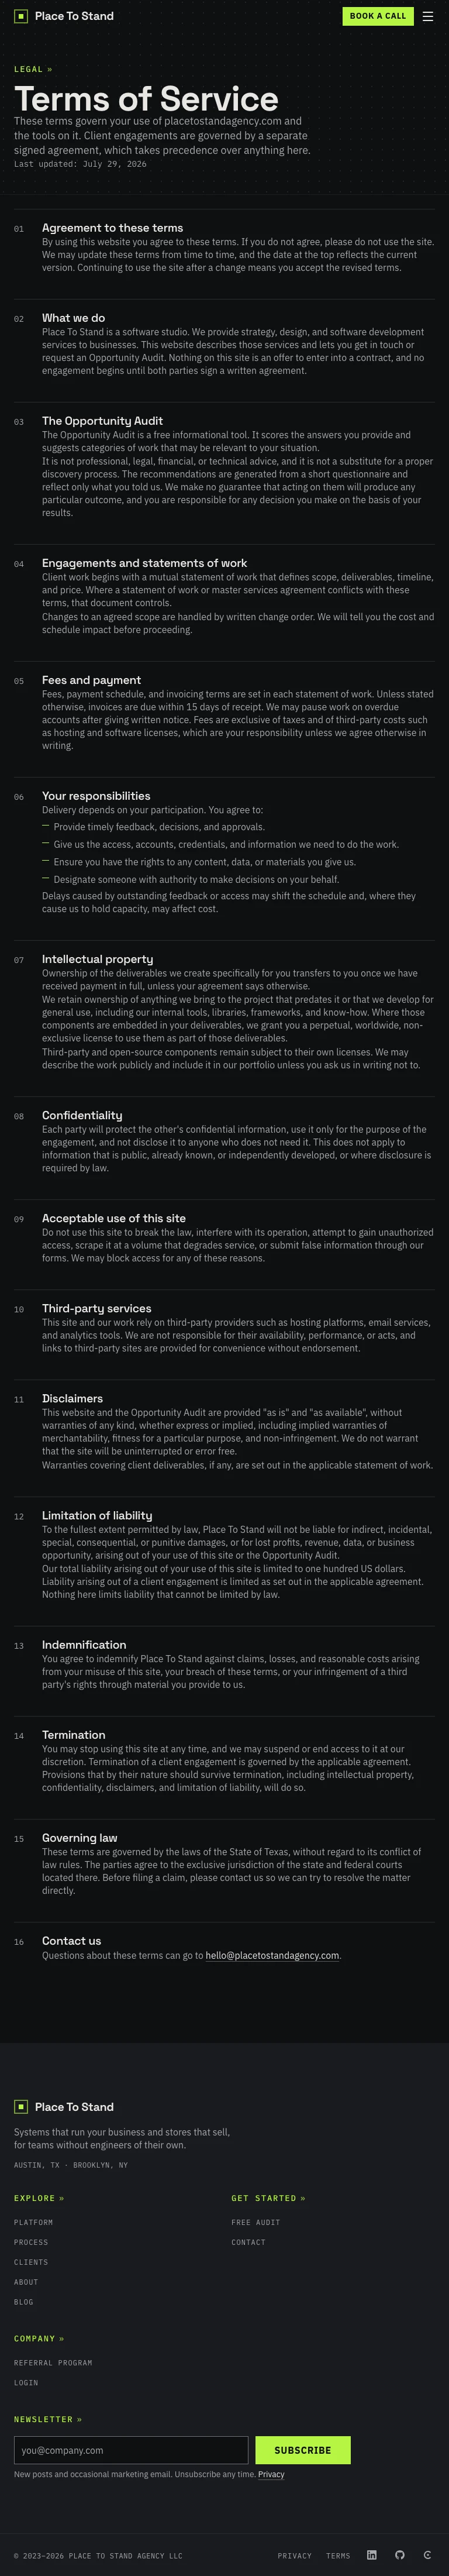 Place To Stand
BOOK A CALL
LEGAL »
Terms of Service
These terms govern your use of placetostandagency.com and
the tools on it. Client engagements are governed by a separate
signed agreement, which takes precedence over anything here.
Last updated: July 29, 2026
01
Agreement to these terms
By using this website you agree to these terms. If you do not agree, please do not use the site.
We may update these terms from time to time, and the date at the top reflects the current
version. Continuing to use the site after a change means you accept the revised terms.
02
What we do
Place To Stand is a software studio. We provide strategy, design, and software development
services to businesses. This website describes those services and lets you get in touch or
request an Opportunity Audit. Nothing on this site is an offer to enter into a contract, and no
engagement begins until both parties sign a written agreement.
03
The Opportunity Audit
The Opportunity Audit is a free informational tool. It scores the answers you provide and
suggests categories of work that may be relevant to your situation.
It is not professional, legal, financial, or technical advice, and it is not a substitute for a proper
discovery process. The recommendations are generated from a short questionnaire and
reflect only what you told us. We make no guarantee that acting on them will produce any
particular outcome, and you are responsible for any decision you make on the basis of your
results.
04
Engagements and statements of work
Client work begins with a mutual statement of work that defines scope, deliverables, timeline,
and price. Where a statement of work or master services agreement conflicts with these
terms, that document controls.
Changes to an agreed scope are handled by written change order. We will tell you the cost and
schedule impact before proceeding.
05
Fees and payment
Fees, payment schedule, and invoicing terms are set in each statement of work. Unless stated
otherwise, invoices are due within 15 days of receipt. We may pause work on overdue
accounts after giving written notice. Fees are exclusive of taxes and of third-party costs such
as hosting and software licenses, which are your responsibility unless we agree otherwise in
writing.
06
Your responsibilities
Delivery depends on your participation. You agree to:
— Provide timely feedback, decisions, and approvals.
— Give us the access, accounts, credentials, and information we need to do the work.
— Ensure you have the rights to any content, data, or materials you give us.
— Designate someone with authority to make decisions on your behalf.
Delays caused by outstanding feedback or access may shift the schedule and, where they
cause us to hold capacity, may affect cost.
07
Intellectual property
Ownership of the deliverables we create specifically for you transfers to you once we have
received payment in full, unless your agreement says otherwise.
We retain ownership of anything we bring to the project that predates it or that we develop for
general use, including our internal tools, libraries, frameworks, and know-how. Where those
components are embedded in your deliverables, we grant you a perpetual, worldwide, non-
exclusive license to use them as part of those deliverables.
Third-party and open-source components remain subject to their own licenses. We may
describe the work publicly and include it in our portfolio unless you ask us in writing not to.
08
Confidentiality
Each party will protect the other's confidential information, use it only for the purpose of the
engagement, and not disclose it to anyone who does not need it. This does not apply to
information that is public, already known, or independently developed, or where disclosure is
required by law.
09
Acceptable use of this site
Do not use this site to break the law, interfere with its operation, attempt to gain unauthorized
access, scrape it at a volume that degrades service, or submit false information through our
forms. We may block access for any of these reasons.
10
Third-party services
This site and our work rely on third-party providers such as hosting platforms, email services,
and analytics tools. We are not responsible for their availability, performance, or acts, and
links to third-party sites are provided for convenience without endorsement.
11
Disclaimers
This website and the Opportunity Audit are provided "as is" and "as available", without
warranties of any kind, whether express or implied, including implied warranties of
merchantability, fitness for a particular purpose, and non-infringement. We do not warrant
that the site will be uninterrupted or error free.
Warranties covering client deliverables, if any, are set out in the applicable statement of work.
12
Limitation of liability
To the fullest extent permitted by law, Place To Stand will not be liable for indirect, incidental,
special, consequential, or punitive damages, or for lost profits, revenue, data, or business
opportunity, arising out of your use of this site or the Opportunity Audit.
Our total liability arising out of your use of this site is limited to one hundred US dollars.
Liability arising out of a client engagement is limited as set out in the applicable agreement.
Nothing here limits liability that cannot be limited by law.
13
Indemnification
You agree to indemnify Place To Stand against claims, losses, and reasonable costs arising
from your misuse of this site, your breach of these terms, or your infringement of a third
party's rights through material you provide to us.
14
Termination
You may stop using this site at any time, and we may suspend or end access to it at our
discretion. Termination of a client engagement is governed by the applicable agreement.
Provisions that by their nature should survive termination, including intellectual property,
confidentiality, disclaimers, and limitation of liability, will do so.
15
Governing law
These terms are governed by the laws of the State of Texas, without regard to its conflict of
law rules. The parties agree to the exclusive jurisdiction of the state and federal courts
located there. Before filing a claim, please contact us so we can try to resolve the matter
directly.
16
Contact us
Questions about these terms can go to hello@placetostandagency.com.
Place To Stand
Systems that run your business and stores that sell,
for teams without engineers of their own.
AUSTIN, TX · BROOKLYN, NY
EXPLORE »
PLATFORM
PROCESS
CLIENTS
ABOUT
BLOG
GET STARTED »
FREE AUDIT
CONTACT
COMPANY »
REFERRAL PROGRAM
LOGIN
NEWSLETTER »
you@company.com
SUBSCRIBE
New posts and occasional marketing email. Unsubscribe any time. Privacy
© 2023–2026 PLACE TO STAND AGENCY LLC
PRIVACY
TERMS